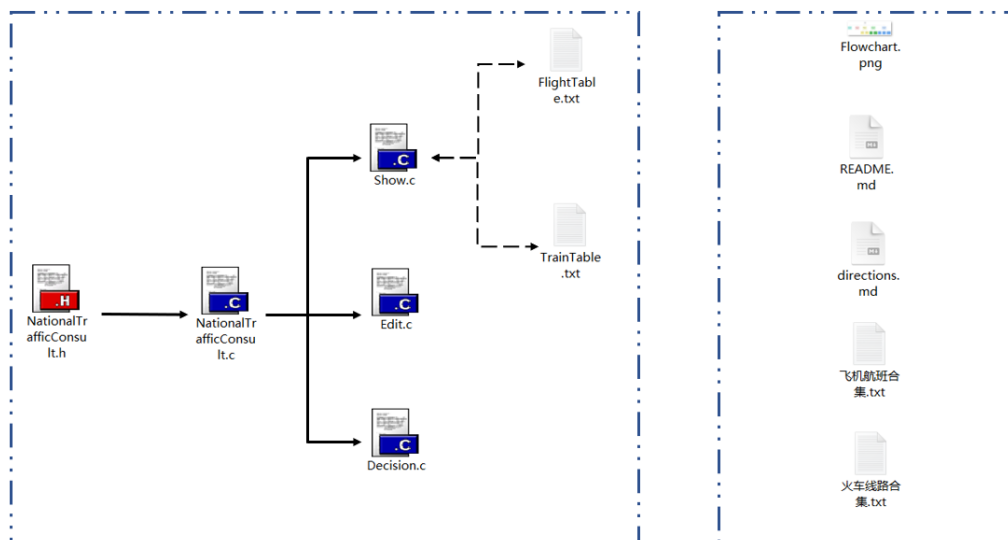 FlightTabl
e.txt
.C
Show.c
TrainTable
.txt
.H
NationalTr
afficConsu
lt.h
.C
NationalTr
afficConsu
lt.c
.C
Edit.c
.C
Decision.c
Flowchart.
png
README.
md
directions.
md
飞机航班合
集.txt
火车线路合
集.txt